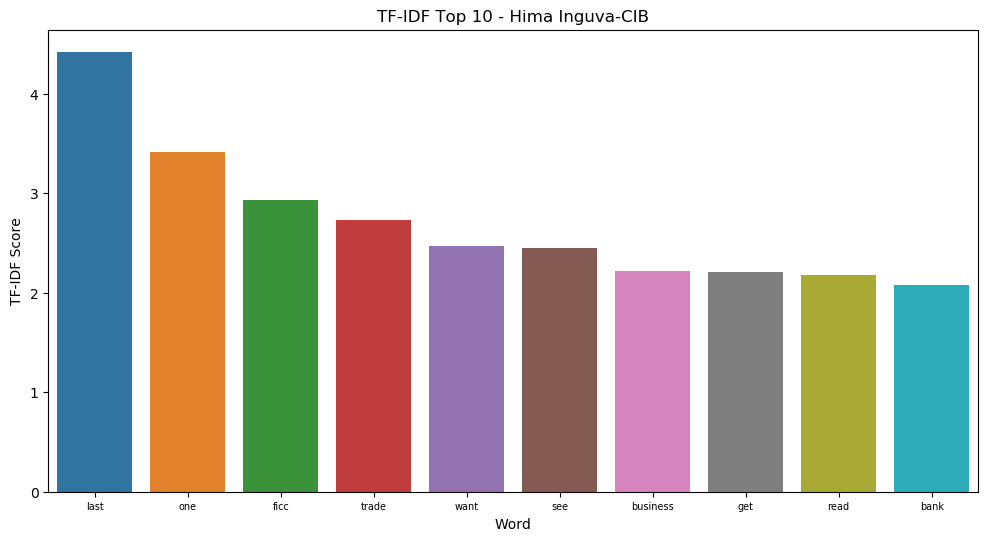 TF-IDF Top 10 - Hima Inguva-CIB
TF-IDF Score
4
3
2
1
0
last one ficc trade want see business get read bank
Word